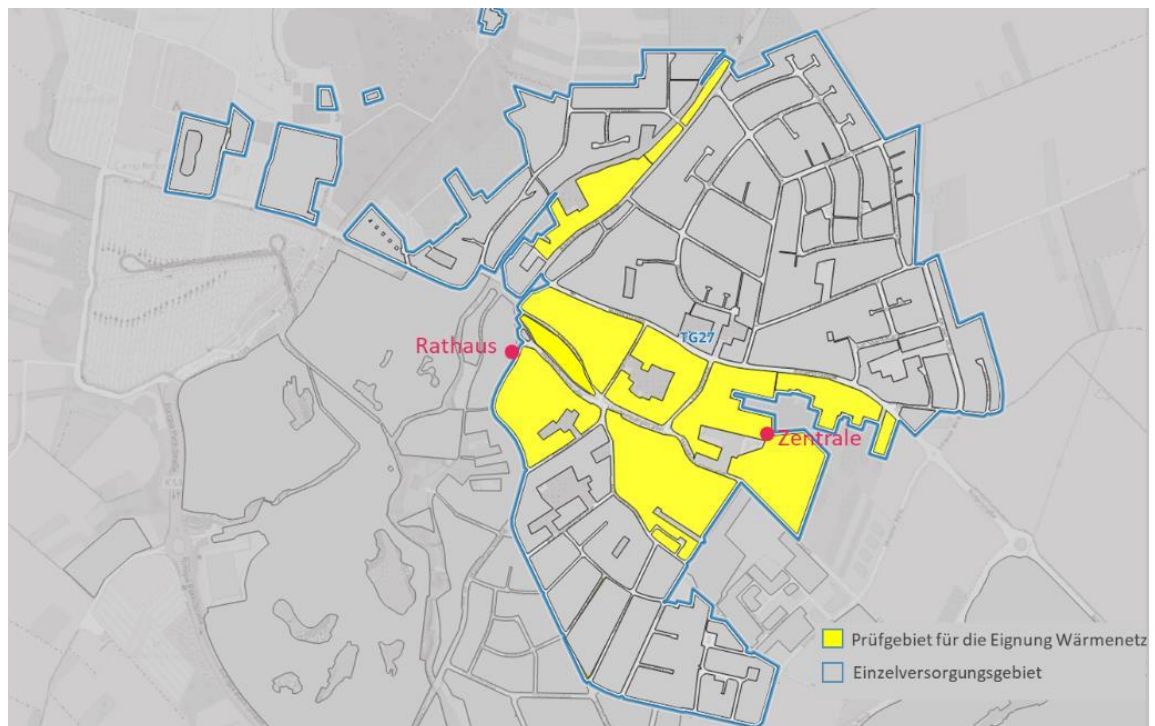 TG27
Rathaus
Zentrale
Prüfgebiet für die Eignung Wärmenetz
Einzelversorgungsgebiet